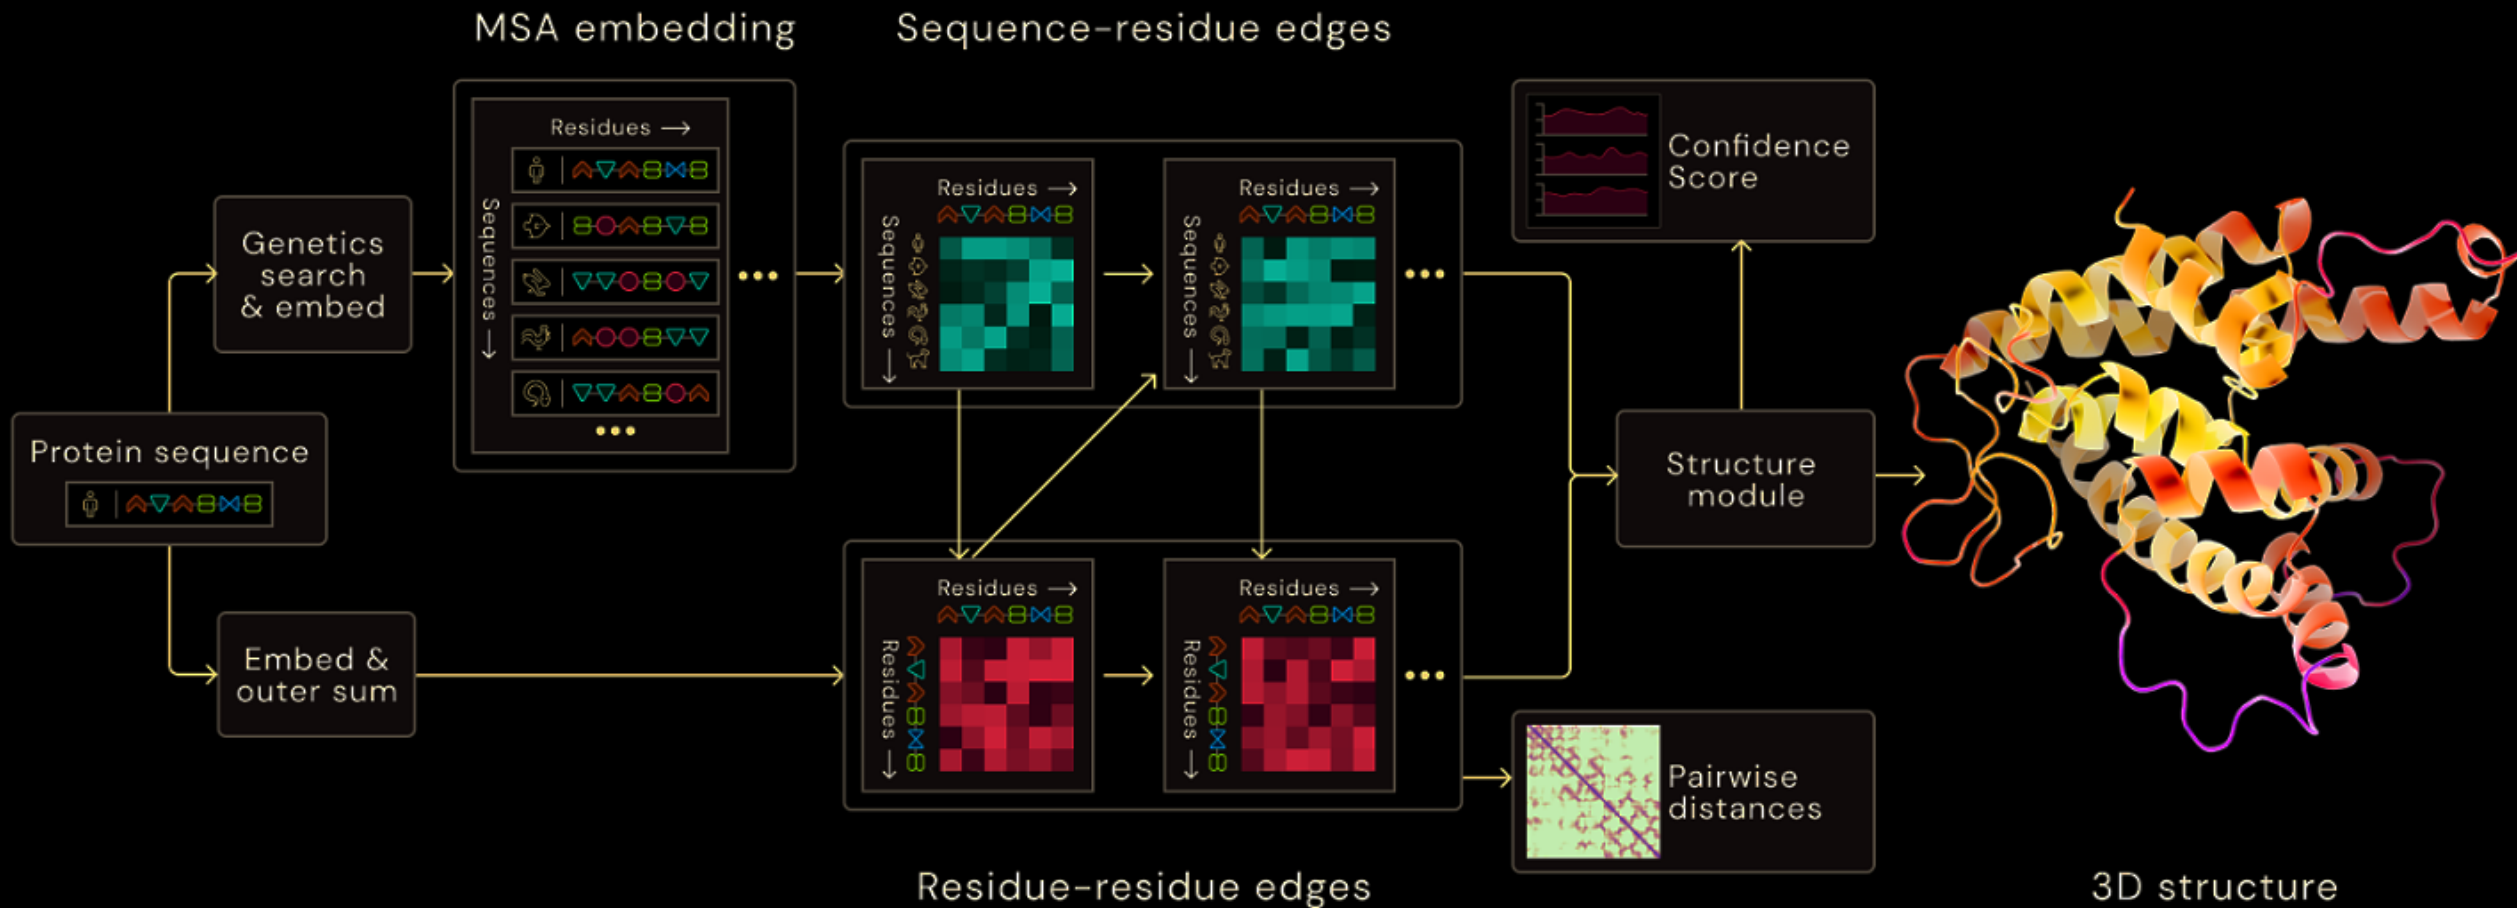 MSA embedding
Sequence-residue edges
Residues →
Sequences →
Genetics
search
& embed
Protein sequence
Embed &
outer sum
Residues →
Sequences →
Residues →
Sequences →
Residues →
Residues →
Residues →
Residues →
Confidence
Score
Structure
module
Pairwise
distances
Residue-residue edges
3D structure